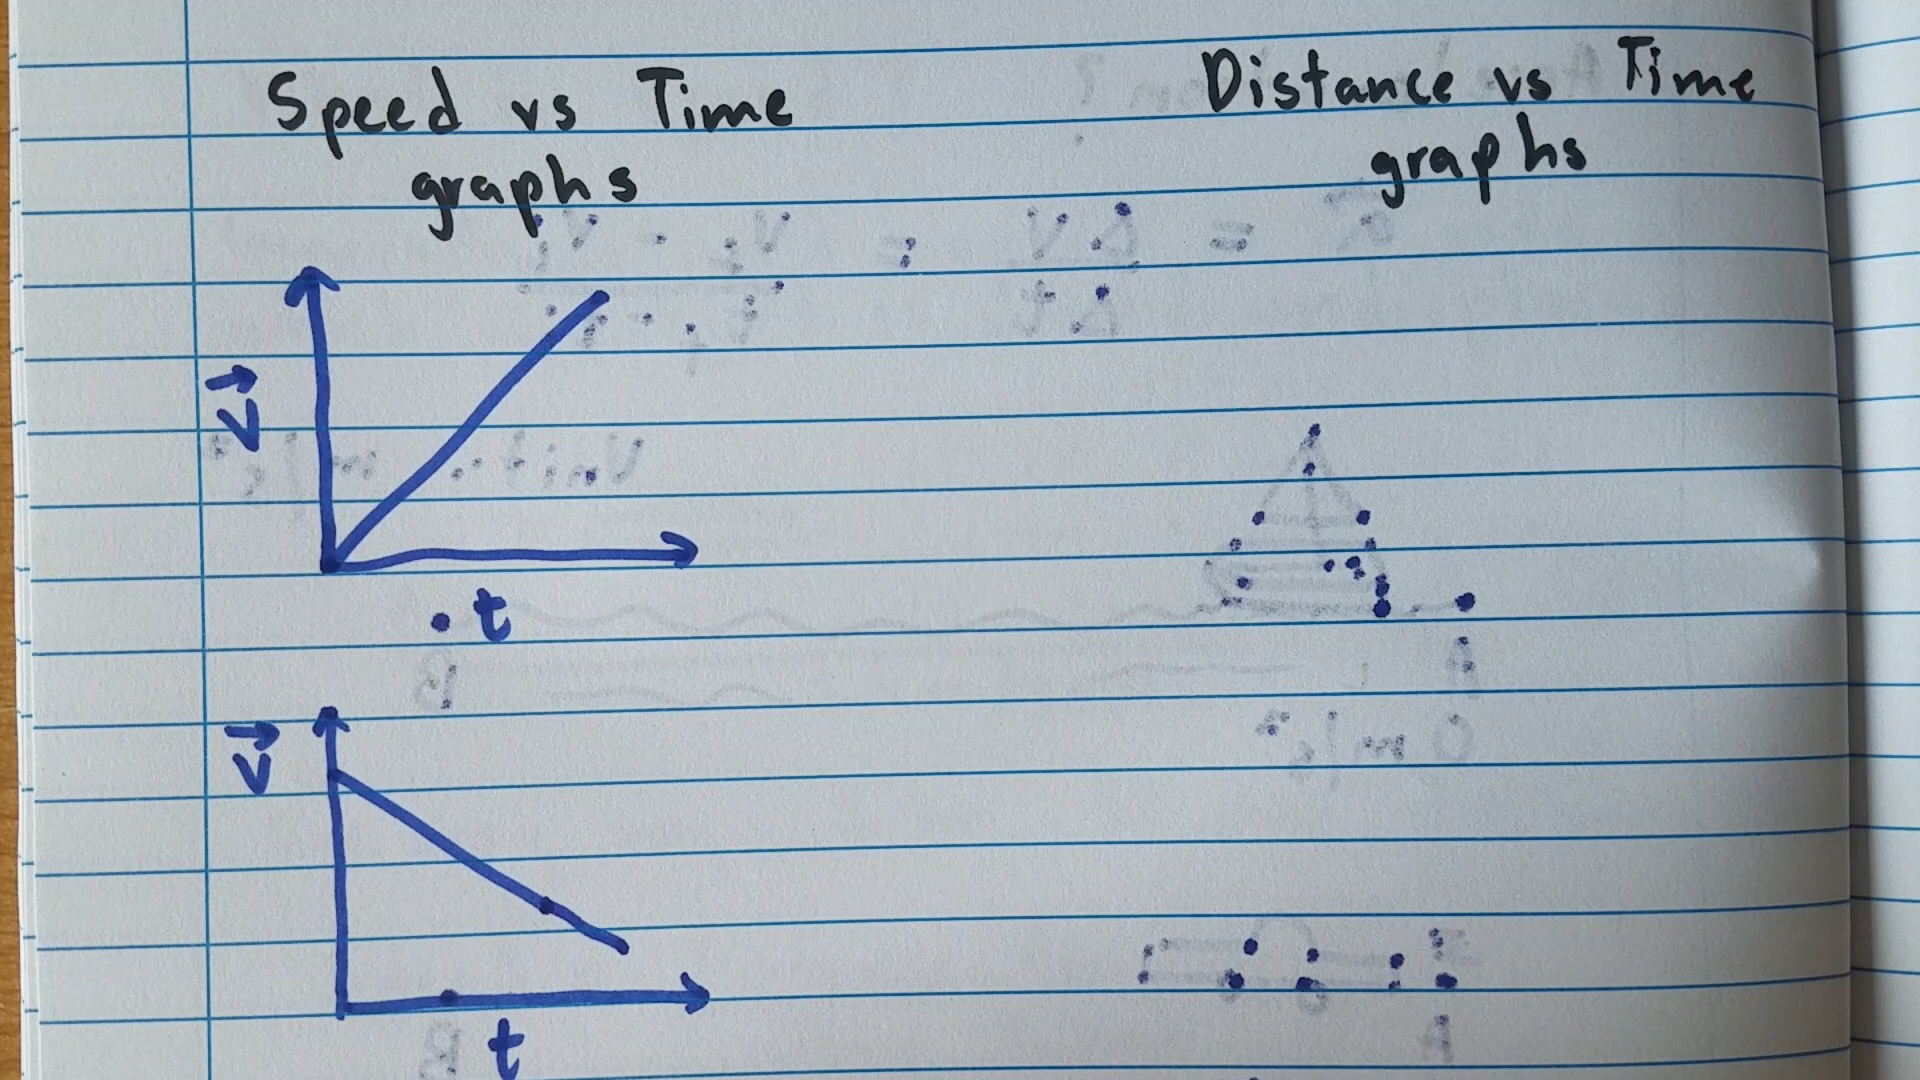 Speed vs Time
graphs
Distance vs Time
graphs
v⃗
t
v⃗
t